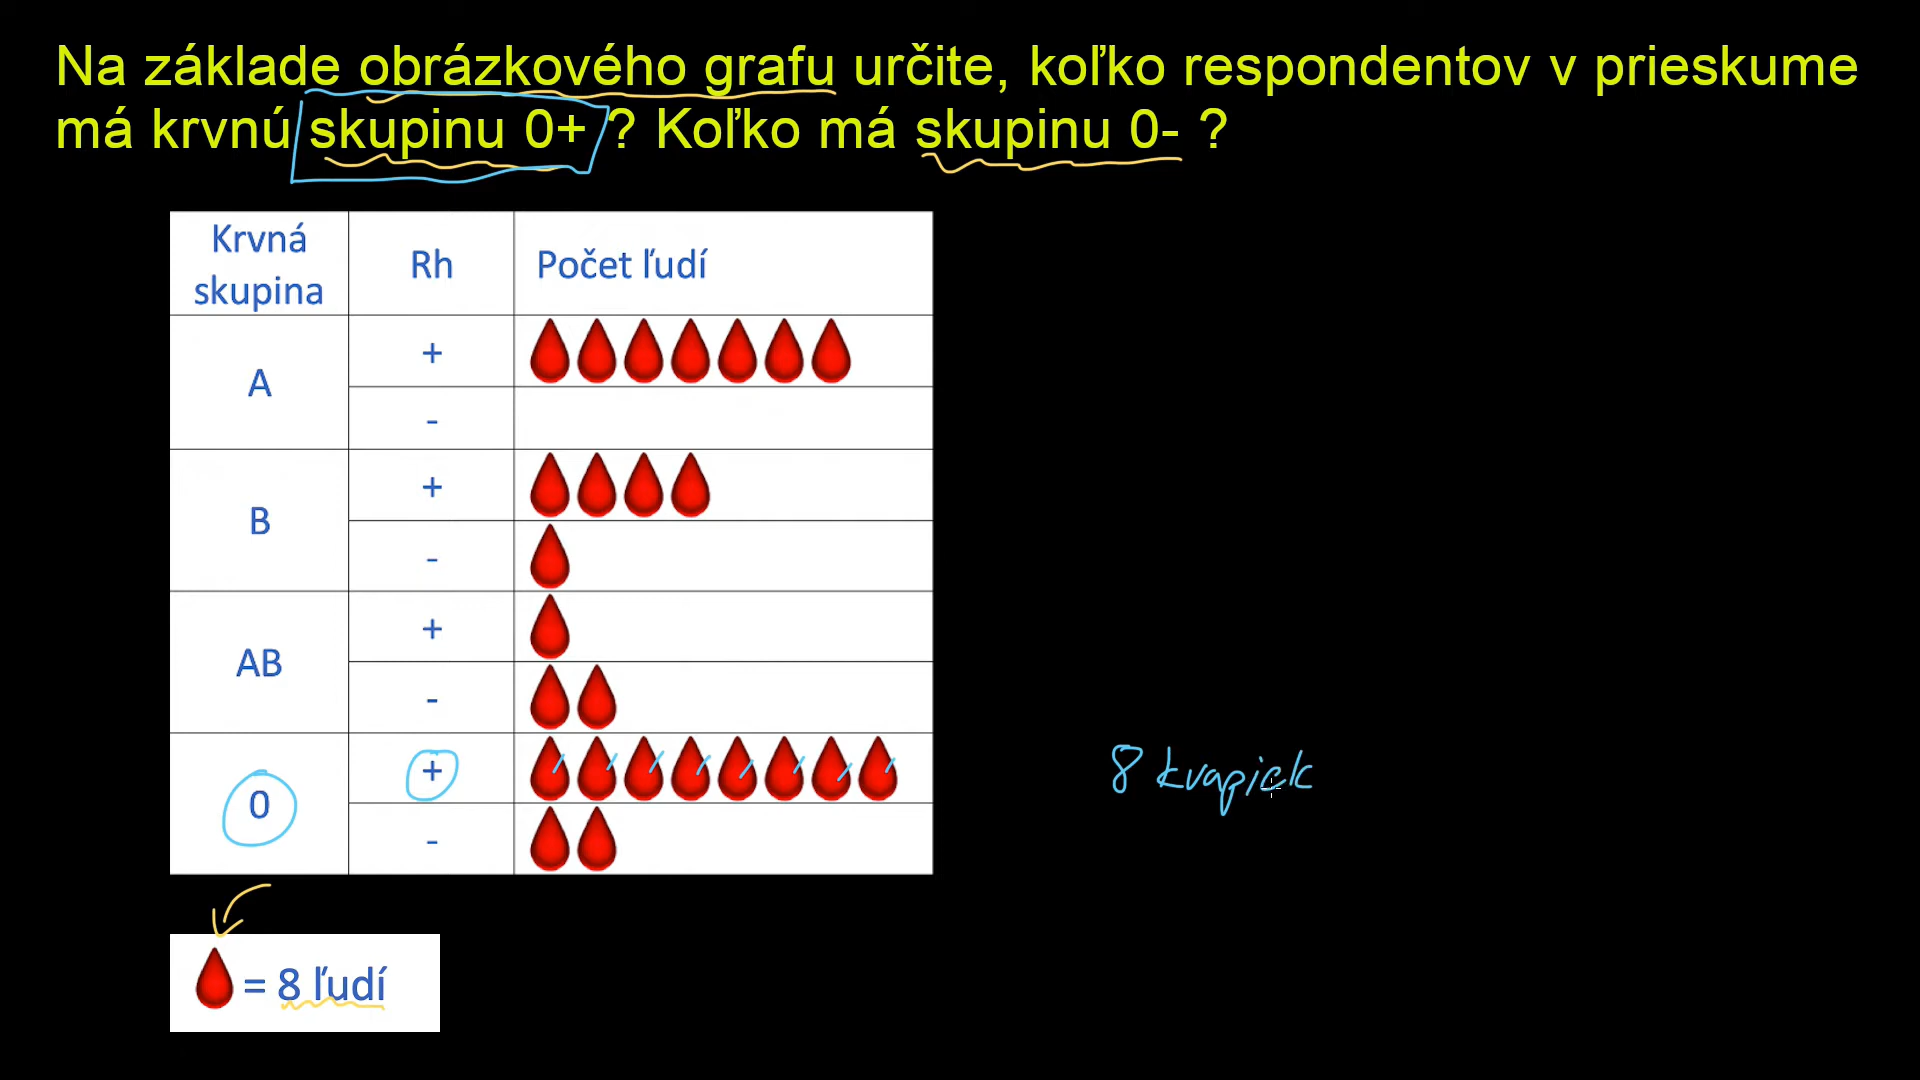 Na základe obrázkového grafu určite, koľko respondentov v prieskume
má krvnú skupinu 0+ ? Koľko má skupinu 0- ?
Krvná
skupina
Rh
Počet ľudí
A
+
-
B
+
-
AB
+
-
0
+
-
8 kvapiek
= 8 ľudí